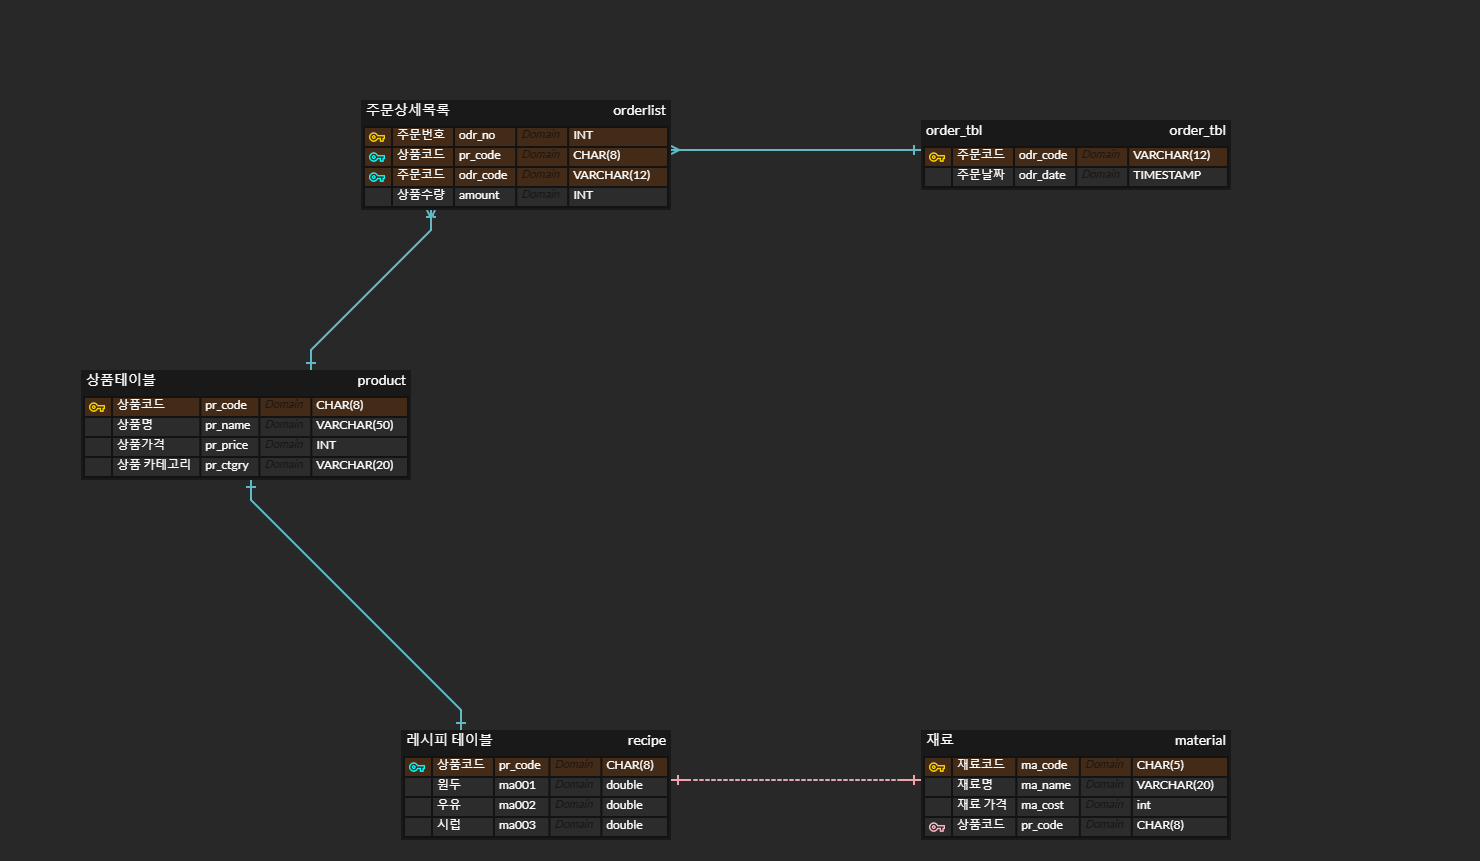 주문상세목록 orderlist
주문번호 odr_no Domain INT
상품코드 pr_code Domain CHAR(8)
주문코드 odr_code Domain VARCHAR(12)
상품수량 amount Domain INT
order_tbl order_tbl
주문코드 odr_code Domain VARCHAR(12)
주문날짜 odr_date Domain TIMESTAMP
상품테이블 product
상품코드 pr_code Domain CHAR(8)
상품명 pr_name Domain VARCHAR(50)
상품가격 pr_price Domain INT
상품 카테고리 pr_ctgry Domain VARCHAR(20)
레시피 테이블 recipe
상품코드 pr_code Domain CHAR(8)
원두 ma001 Domain double
우유 ma002 Domain double
시럽 ma003 Domain double
재료 material
재료코드 ma_code Domain CHAR(5)
재료명 ma_name Domain VARCHAR(20)
재료 가격 ma_cost Domain int
상품코드 pr_code Domain CHAR(8)